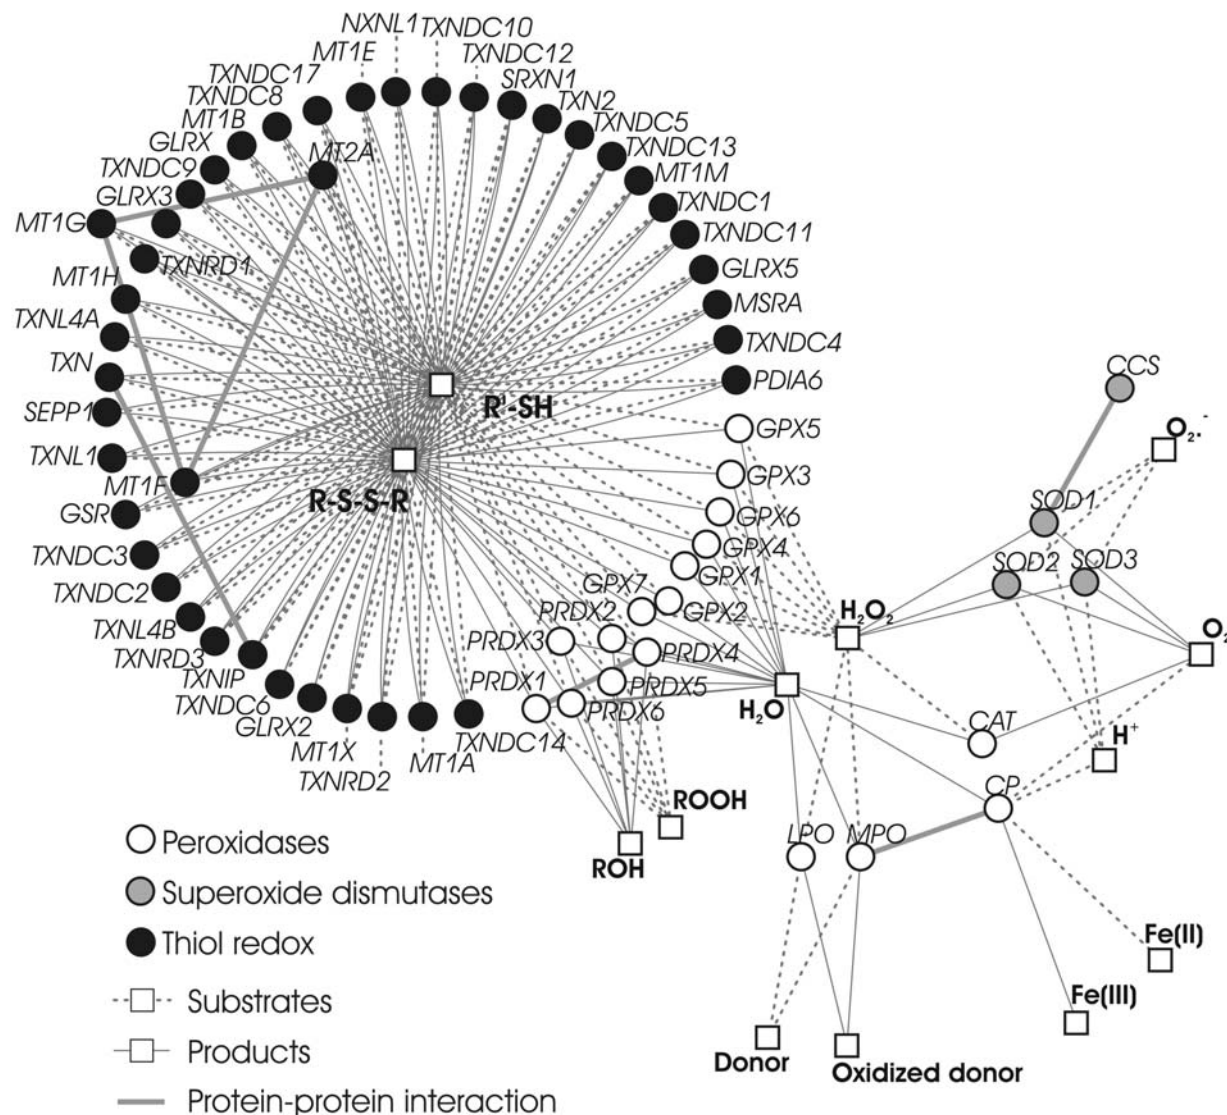 NXNL1
TXNDC10
MT1E
TXNDC12
TXNDC17
SRXN1
TXNDC8
TXN2
MT1B
TXNDC5
GLRX
MT2A
TXNDC13
TXNDC9
MT1M
GLRX3
TXNDC1
MT1G
TXNDC11
TXNRD1
GLRX5
MT1H
MSRA
TXNL4A
TXNDC4
TXN
PDIA6
CCS
R'-SH
SEPP1
GPX5
O₂·⁻
TXNL1
GPX3
MT1F
R-S-S-R
SOD1
GSR
GPX6
GPX4
TXNDC3
SOD2
SOD3
GPX1
TXNDC2
GPX7
GPX2
H₂O₂
PRDX2
TXNL4B
O₂
PRDX3
PRDX4
TXNRD3
PRDX1
PRDX5
TXNIP
PRDX6
H₂O
TXNDC6
CAT
GLRX2
TXNDC14
H⁺
MT1X
MT1A
TXNRD2
CP
ROOH
LPO
MPO
ROH
Peroxidases
Superoxide dismutases
Thiol redox
Fe(II)
Substrates
Fe(III)
Products
Donor
Oxidized donor
Protein-protein interaction